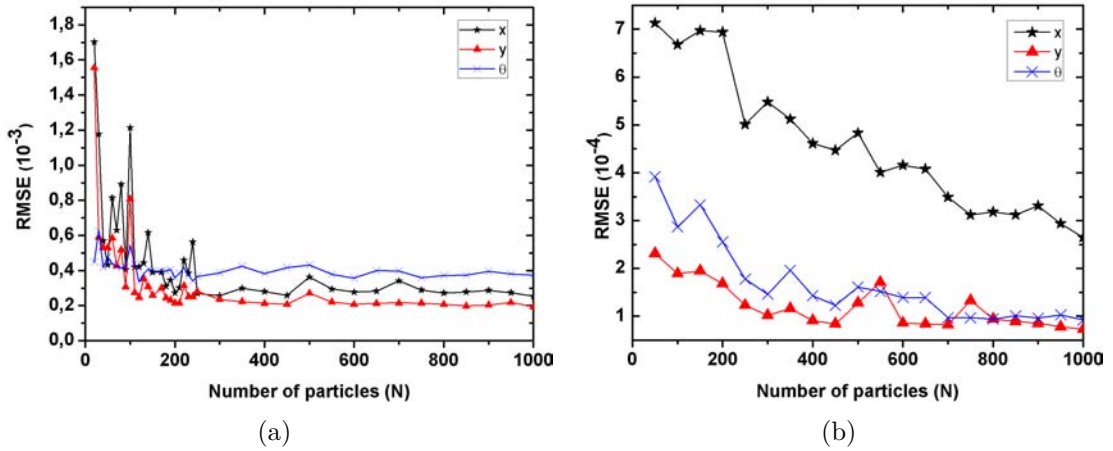 1,8
1,6
1,4
1,2
1,0
0,8
0,6
0,4
0,2
0,0
RMSE (10⁻³)
x
y
θ
0 200 400 600 800 1000
Number of particles (N)
(a)
7
6
5
4
3
2
1
RMSE (10⁻⁴)
x
y
θ
0 200 400 600 800 1000
Number of particles (N)
(b)